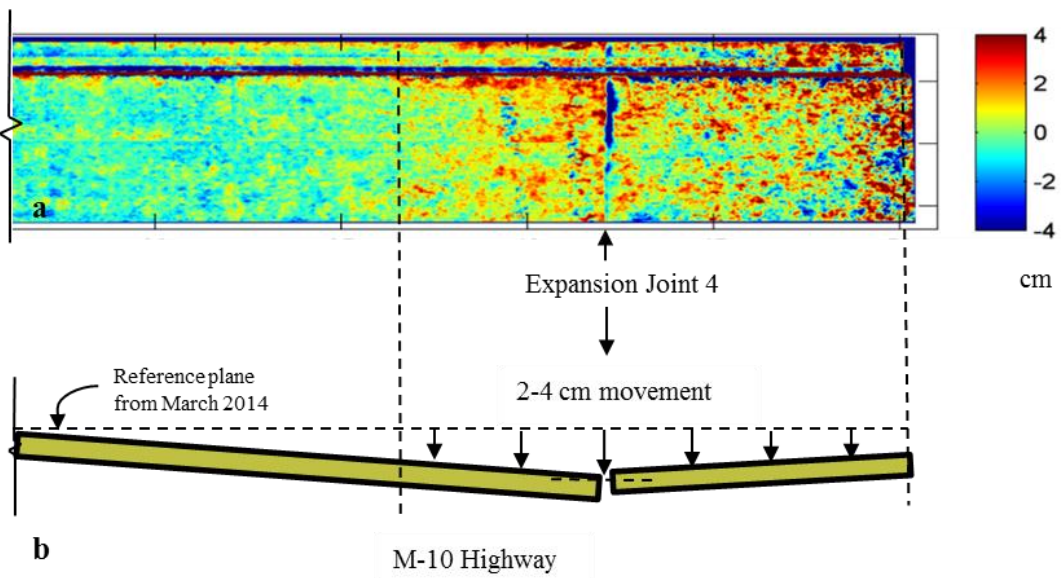 4
2
0
-2
-4
cm
a
Expansion Joint 4
Reference plane
from March 2014
2-4 cm movement
b
M-10 Highway